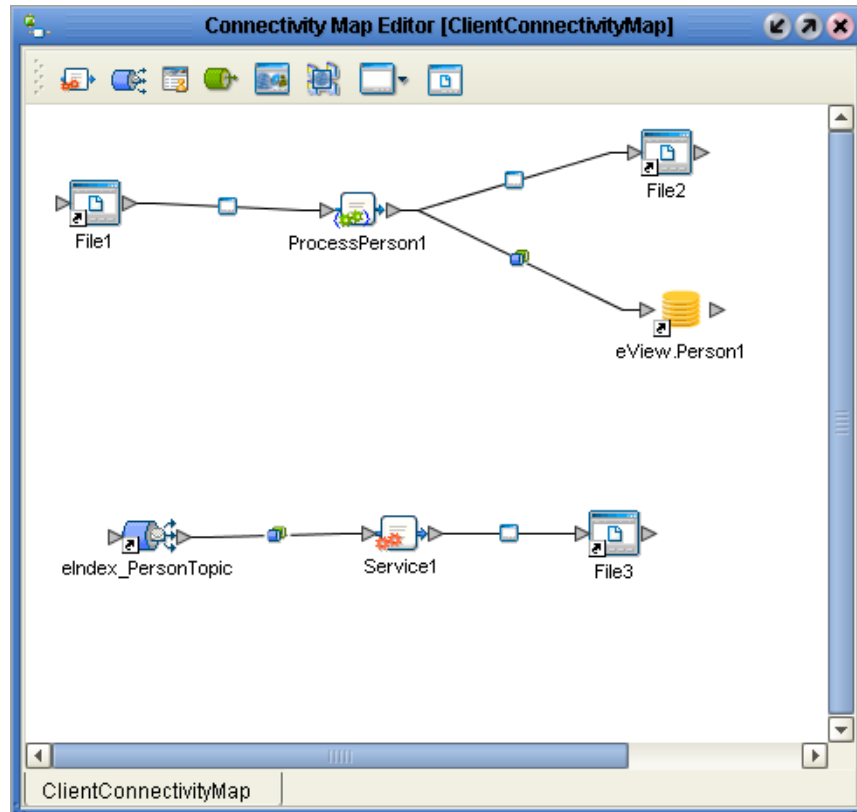 Connectivity Map Editor [ClientConnectivityMap]
File1
ProcessPerson1
File2
eView.Person1
eIndex_PersonTopic
Service1
File3
ClientConnectivityMap